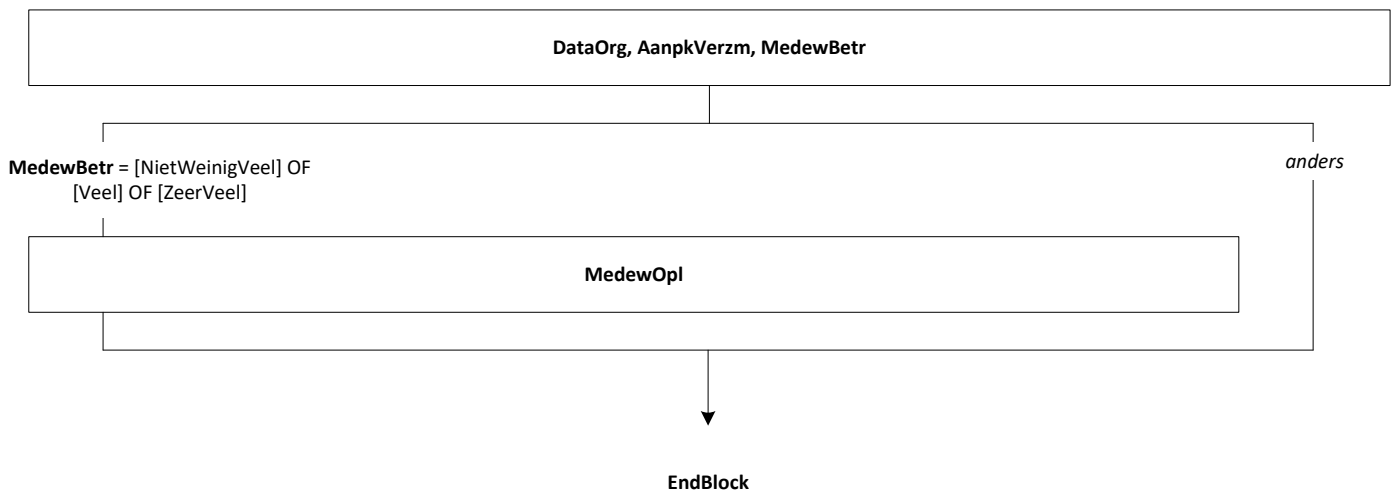 DataOrg, AanpkVerzm, MedewBetr
MedewBetr = [NietWeinigVeel] OF
[Veel] OF [ZeerVeel]
anders
MedewOpl
EndBlock